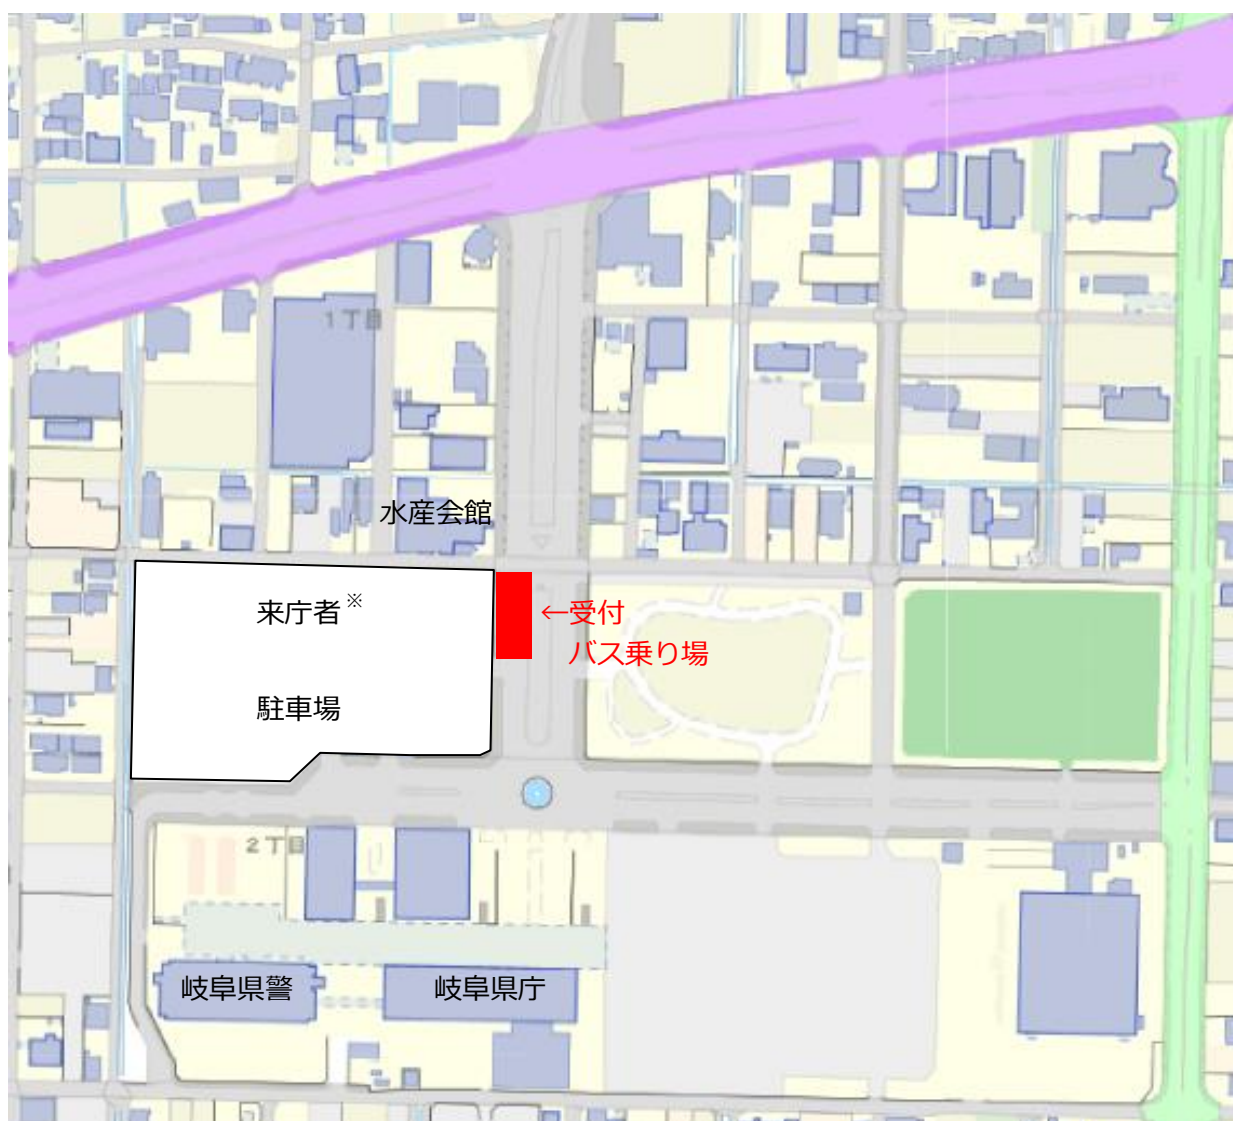 1丁目
水産会館
来庁者※
←受付
バス乗り場
駐車場
2丁目
岐阜県警
岐阜県庁